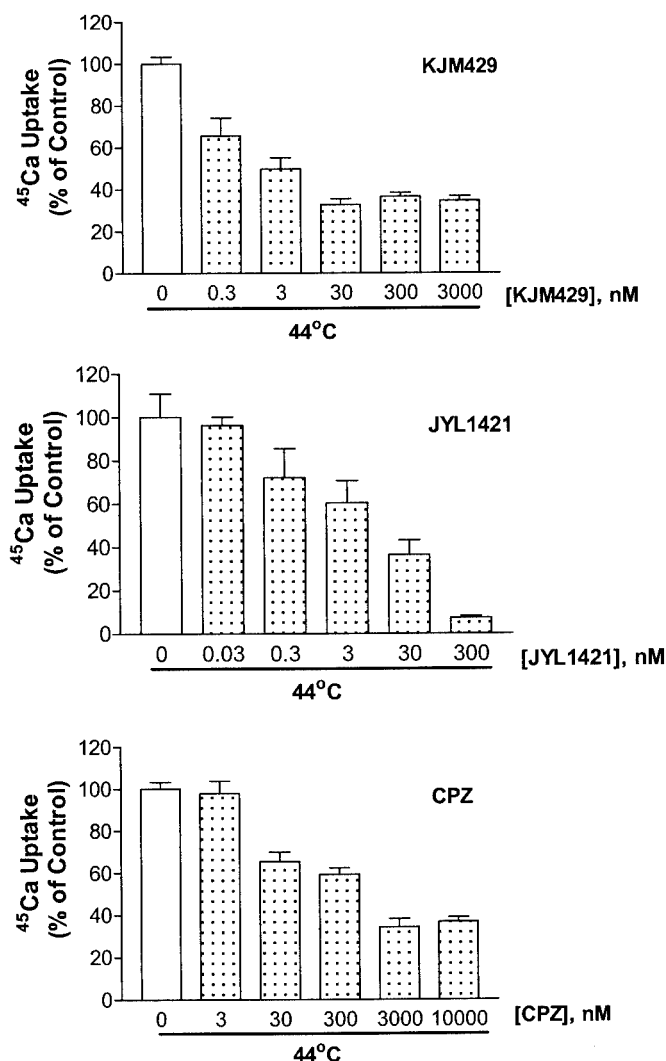 KJM429
⁴⁵Ca Uptake
(% of Control)
120
100
80
60
40
20
0
0 0.3 3 30 300 3000 [KJM429], nM
44°C
JYL1421
⁴⁵Ca Uptake
(% of Control)
120
100
80
60
40
20
0
0 0.03 0.3 3 30 300 [JYL1421], nM
44°C
CPZ
⁴⁵Ca Uptake
(% of Control)
120
100
80
60
40
20
0
0 3 30 300 3000 10000 [CPZ], nM
44°C